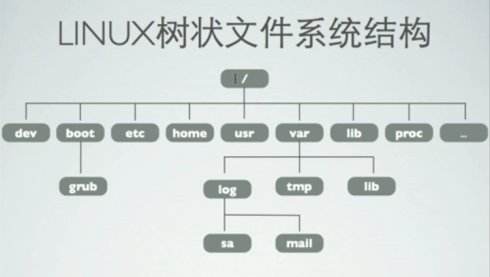 LINUX树状文件系统结构
/
dev boot etc home usr var lib proc ...
grub log tmp lib
sa mail